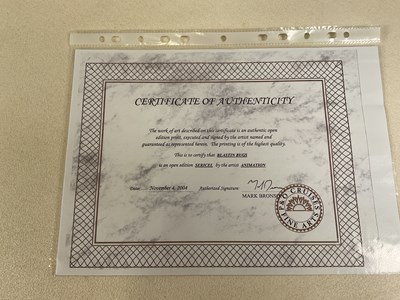 CERTIFICATE OF AUTHENTICITY
The work of art described on this certificate is an authentic open
edition print, executed and signed by the artist named and
guaranteed as represented herein. The printing is of the highest quality.
This is to certify that BLASTIN BUGS
is an open edition SERICEL by the artist ANIMATION
Date: November 6, 2004 Authorized Signature
MARK BRONS
P&O CRUISES
FINE ARTS